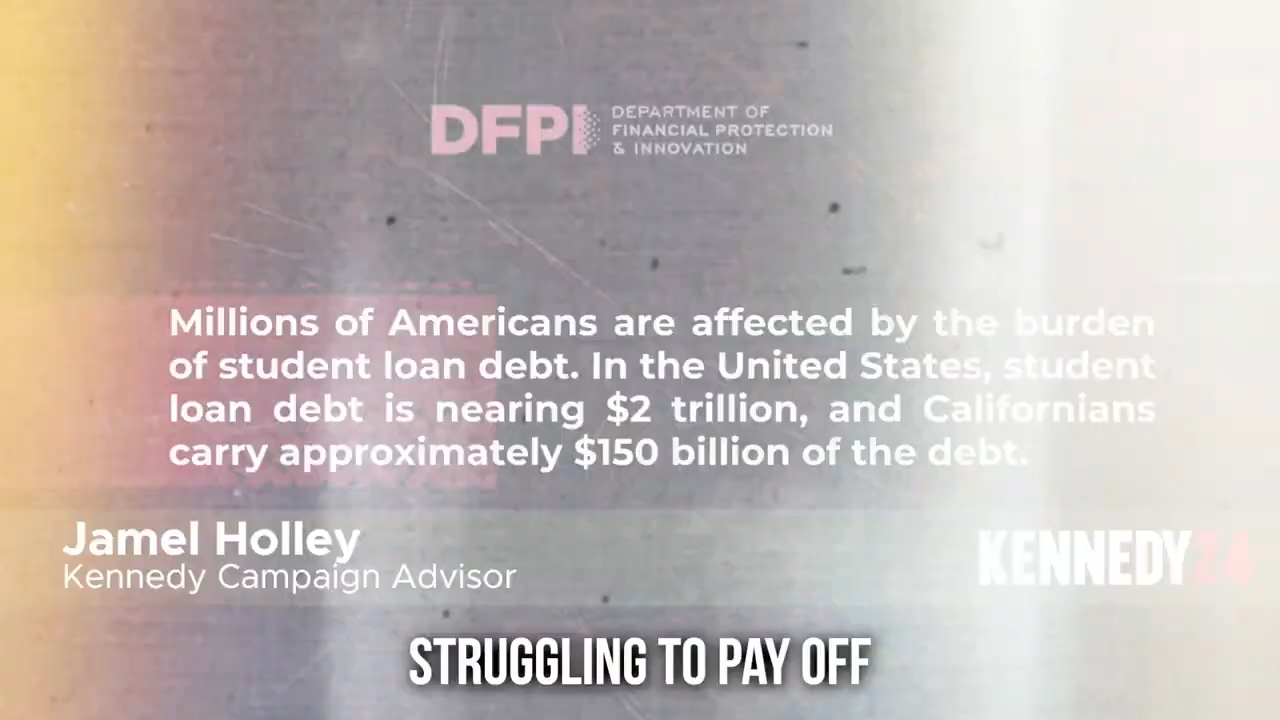 DFPI
DEPARTMENT OF
FINANCIAL PROTECTION
& INNOVATION
Millions of Americans are affected by the burden
of student loan debt. In the United States, student
loan debt is nearing $2 trillion, and Californians
carry approximately $150 billion of the debt.
Jamel Holley
Kennedy Campaign Advisor
KENNEDY24
STRUGGLING TO PAY OFF